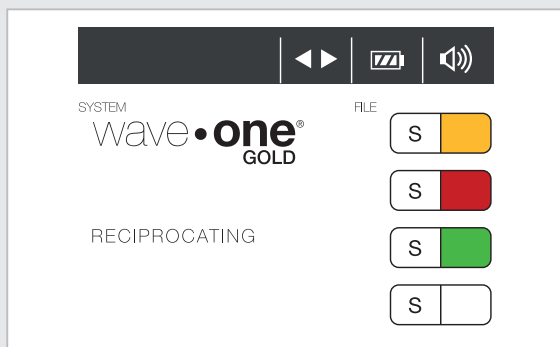 SYSTEM
wave•one®
GOLD
FILE
S
S
RECIPROCATING
S
S